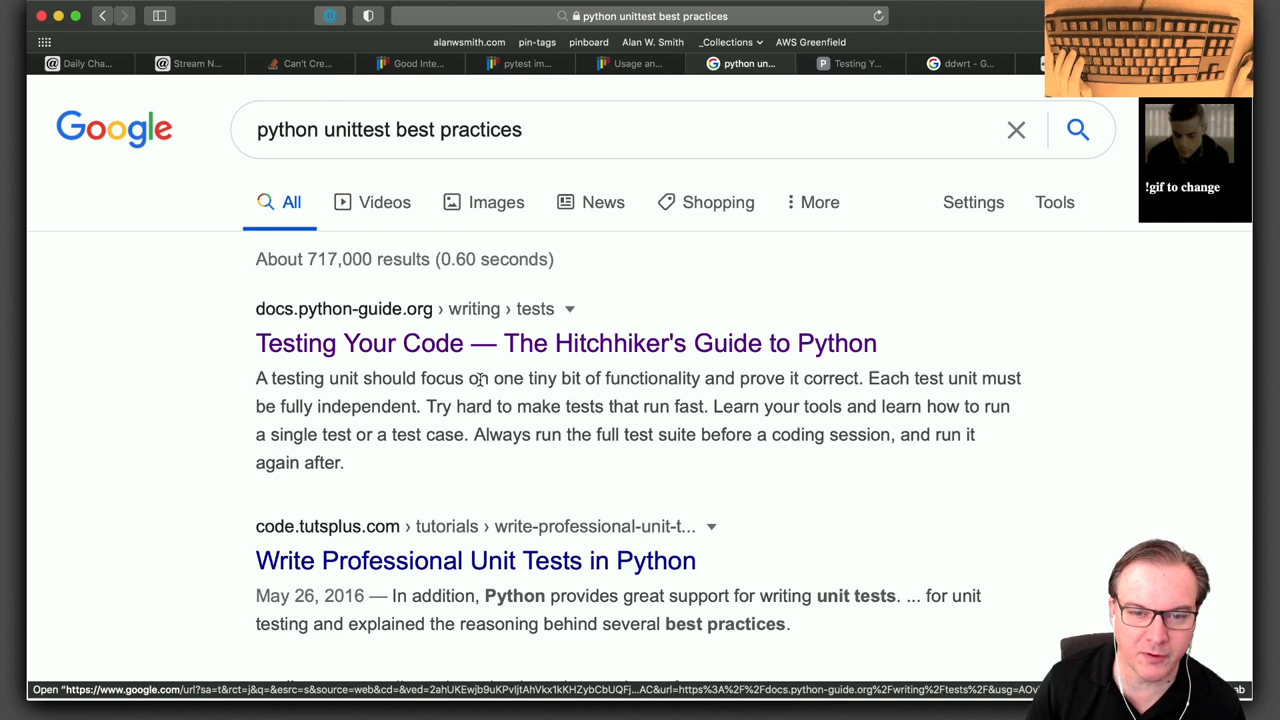 python unittest best practices
alanwsmith.com pin-tags pinboard Alan W. Smith _Collections AWS Greenfield
Daily Cha... Stream N... Can't Cre... Good Inte... pytest im... Usage an... python un... Testing Y... ddwrt - G...
Google
python unittest best practices
All Videos Images News Shopping More Settings Tools
!gif to change
About 717,000 results (0.60 seconds)
docs.python-guide.org › writing › tests
Testing Your Code — The Hitchhiker's Guide to Python
A testing unit should focus on one tiny bit of functionality and prove it correct. Each test unit must
be fully independent. Try hard to make tests that run fast. Learn your tools and learn how to run
a single test or a test case. Always run the full test suite before a coding session, and run it
again after.
code.tutsplus.com › tutorials › write-professional-unit-t...
Write Professional Unit Tests in Python
May 26, 2016 — In addition, Python provides great support for writing unit tests. ... for unit
testing and explained the reasoning behind several best practices.